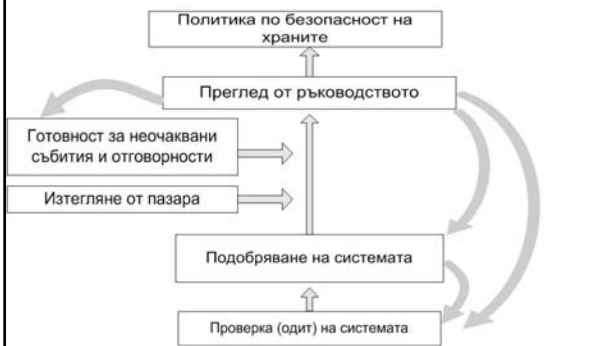 Политика по безопасност на
храните
Преглед от ръководството
Готовност за неочаквани
събития и отговорности
Изтегляне от пазара
Подобряване на системата
Проверка (одит) на системата